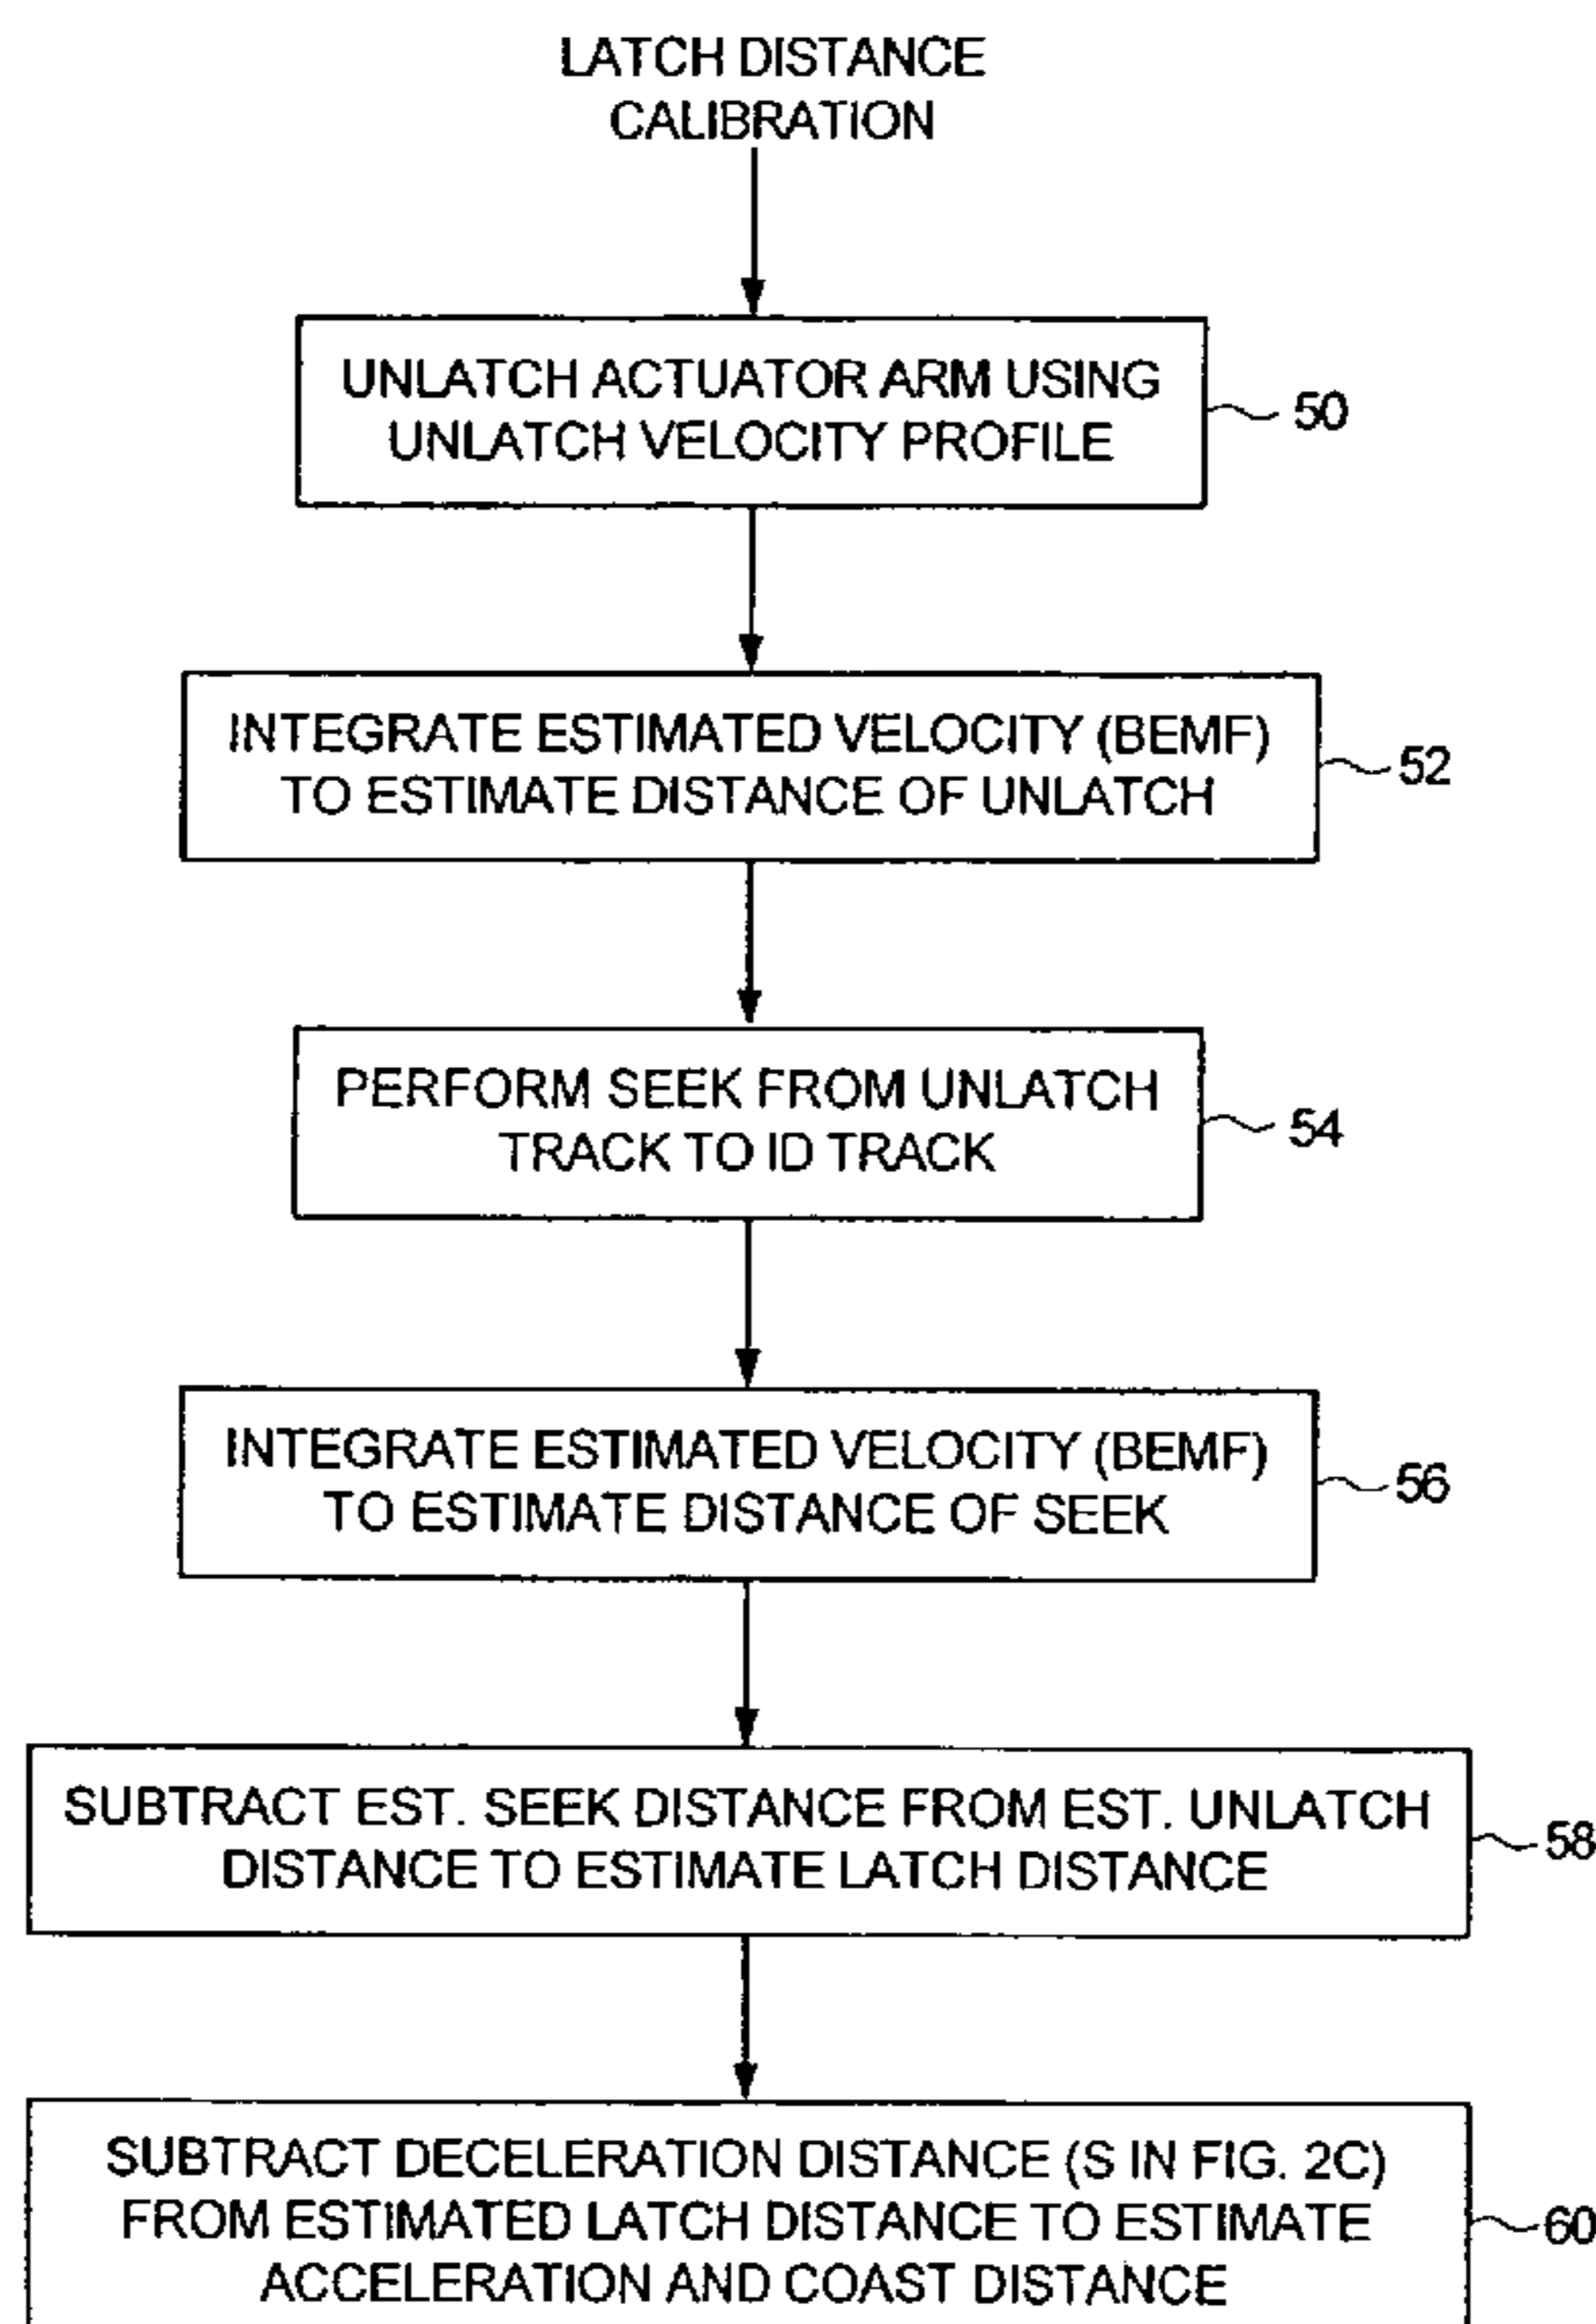 LATCH DISTANCE
CALIBRATION
UNLATCH ACTUATOR ARM USING
UNLATCH VELOCITY PROFILE
50
INTEGRATE ESTIMATED VELOCITY (BEMF)
TO ESTIMATE DISTANCE OF UNLATCH
52
PERFORM SEEK FROM UNLATCH
TRACK TO ID TRACK
54
INTEGRATE ESTIMATED VELOCITY (BEMF)
TO ESTIMATE DISTANCE OF SEEK
56
SUBTRACT EST. SEEK DISTANCE FROM EST. UNLATCH
DISTANCE TO ESTIMATE LATCH DISTANCE
58
SUBTRACT DECELERATION DISTANCE (S IN FIG. 2C)
FROM ESTIMATED LATCH DISTANCE TO ESTIMATE
ACCELERATION AND COAST DISTANCE
60